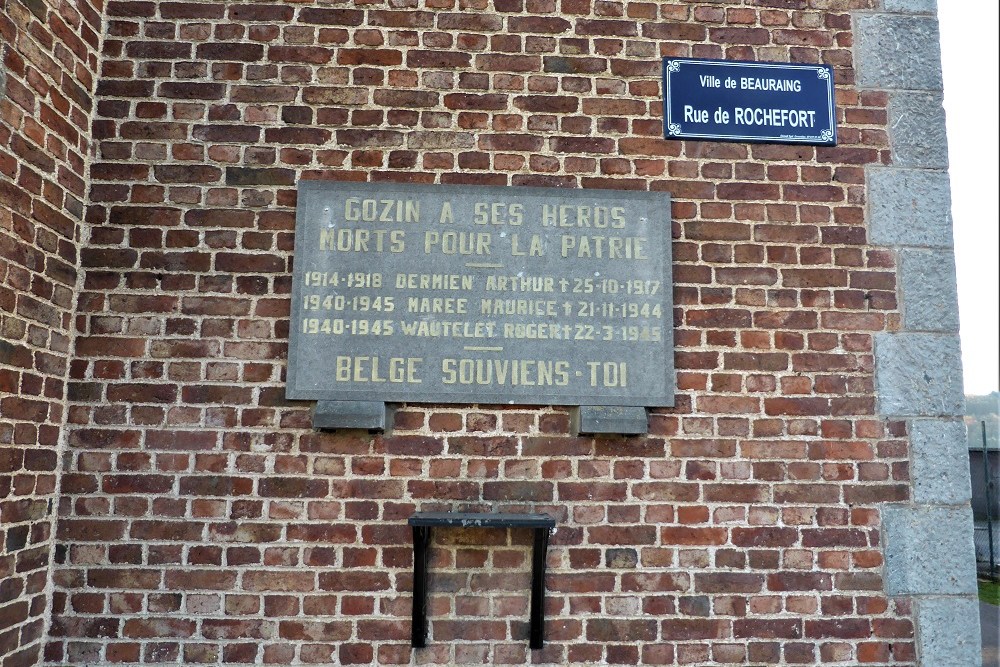 Ville de BEAURAING
Rue de ROCHEFORT
GOZIN A SES HEROS
MORTS POUR LA PATRIE
1914-1918 DERMIEN ARTHUR † 25-10-1917
1940-1945 MAREE MAURICE † 21-11-1944
1940-1945 WAUTELET ROGER † 22-3-1945
BELGE SOUVIENS-TOI